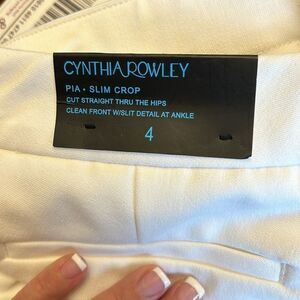 CYNTHIA ROWLEY
PIA • SLIM CROP
CUT STRAIGHT THRU THE HIPS
CLEAN FRONT W/SLIT DETAIL AT ANKLE
4